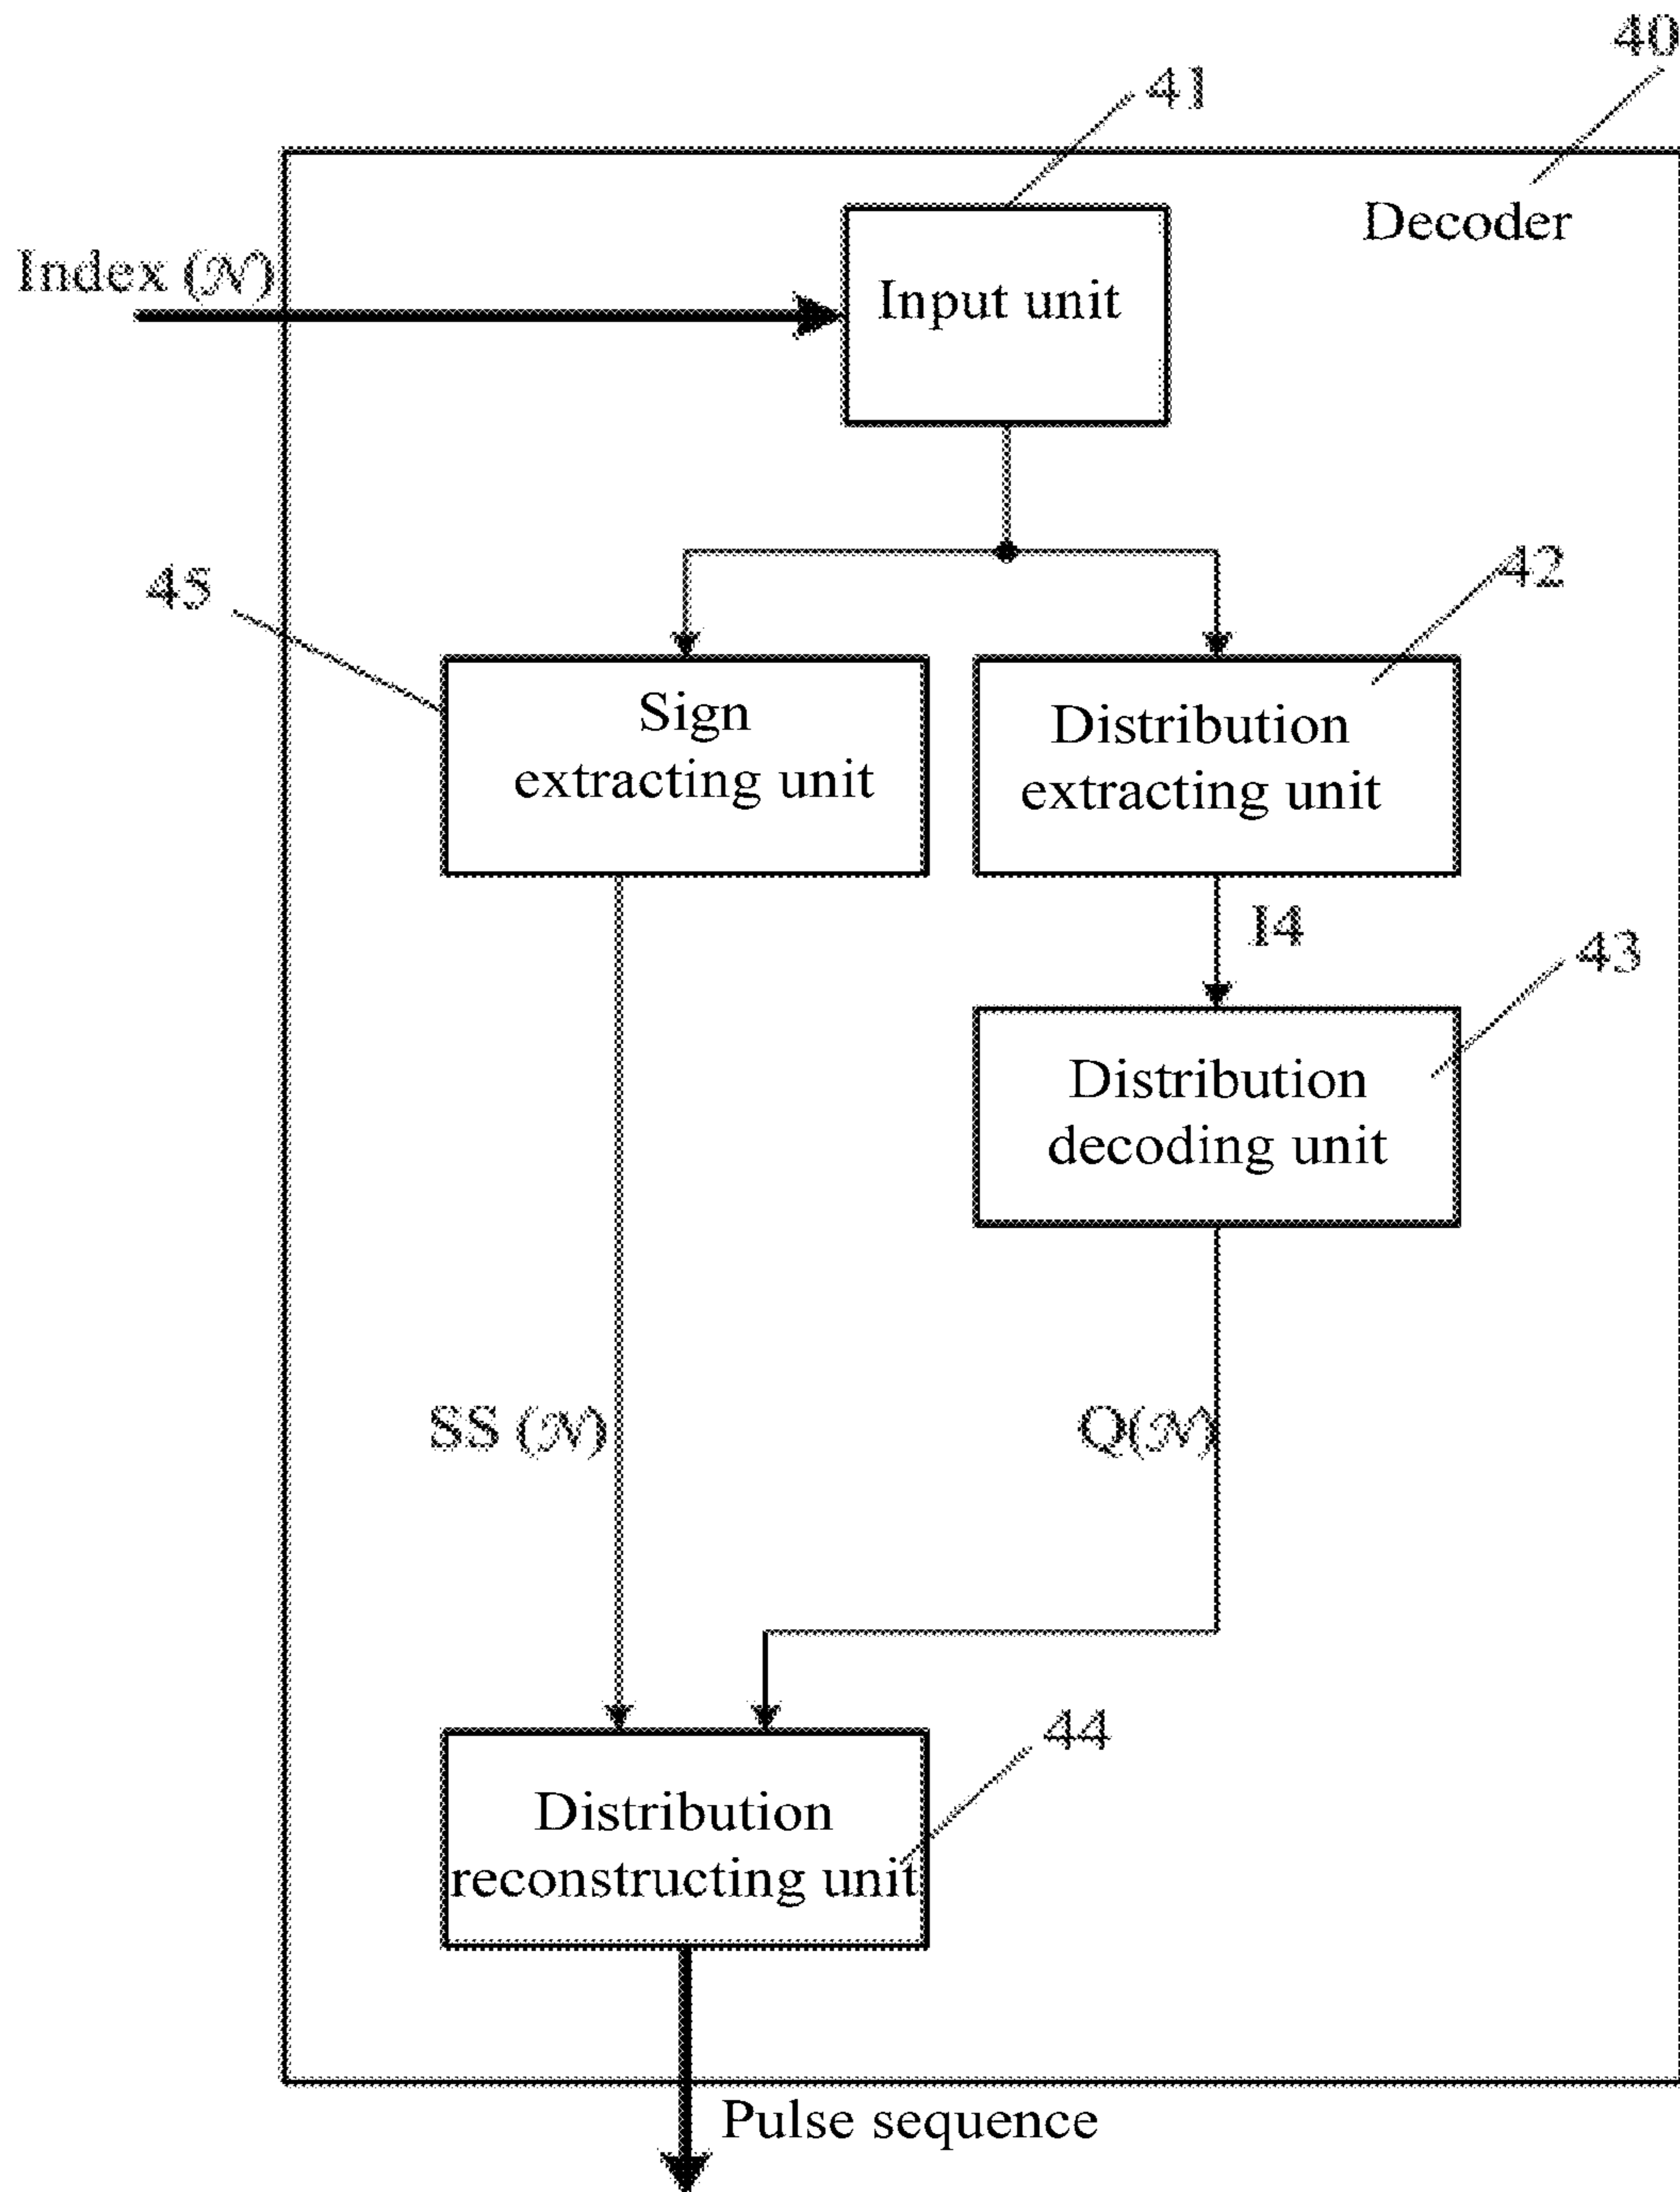 40
41
Decoder
Index (𝒩)
Input unit
45
42
Sign
extracting unit
Distribution
extracting unit
I4
43
Distribution
decoding unit
SS (𝒩)
Q(𝒩)
44
Distribution
reconstructing unit
Pulse sequence